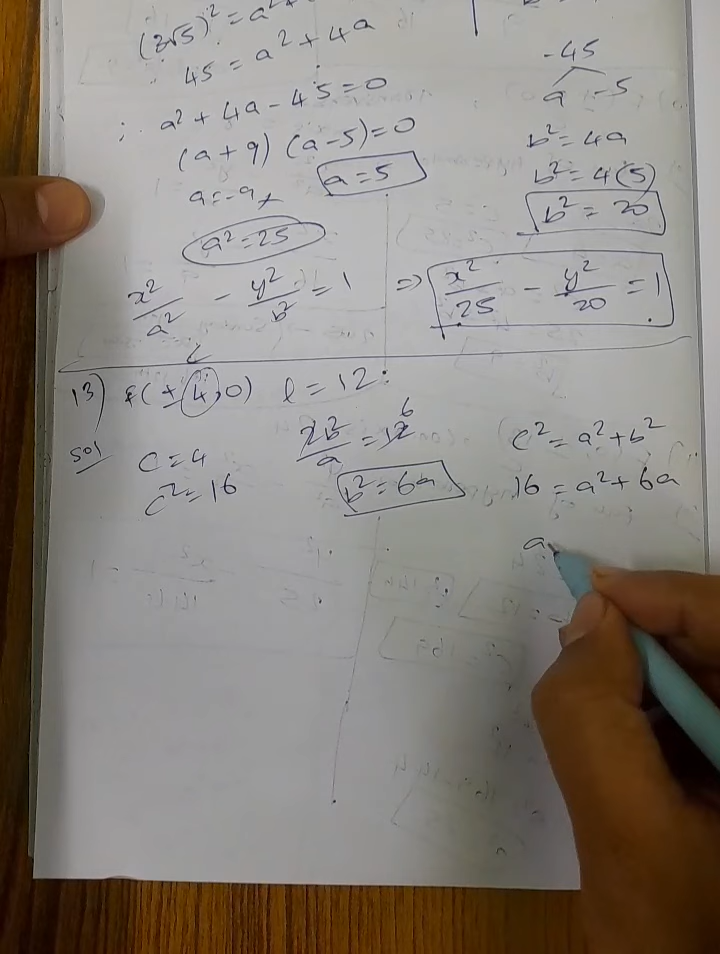 (3√5)² = a² +
45 = a² + 4a
∴ a² + 4a - 45 = 0
(a+9) (a-5) = 0
a = -9 × a = 5
a² = 25
-45
a -5
b² = 4a
b² = 4(5)
b² = 20
x²/a² - y²/b² = 1 ⇒ x²/25 - y²/20 = 1
13) F(±4,0) l = 12
sol c = 4
c² = 16
2b²/a = 12 6
b² = 6a
c² = a² + b²
16 = a² + 6a
a